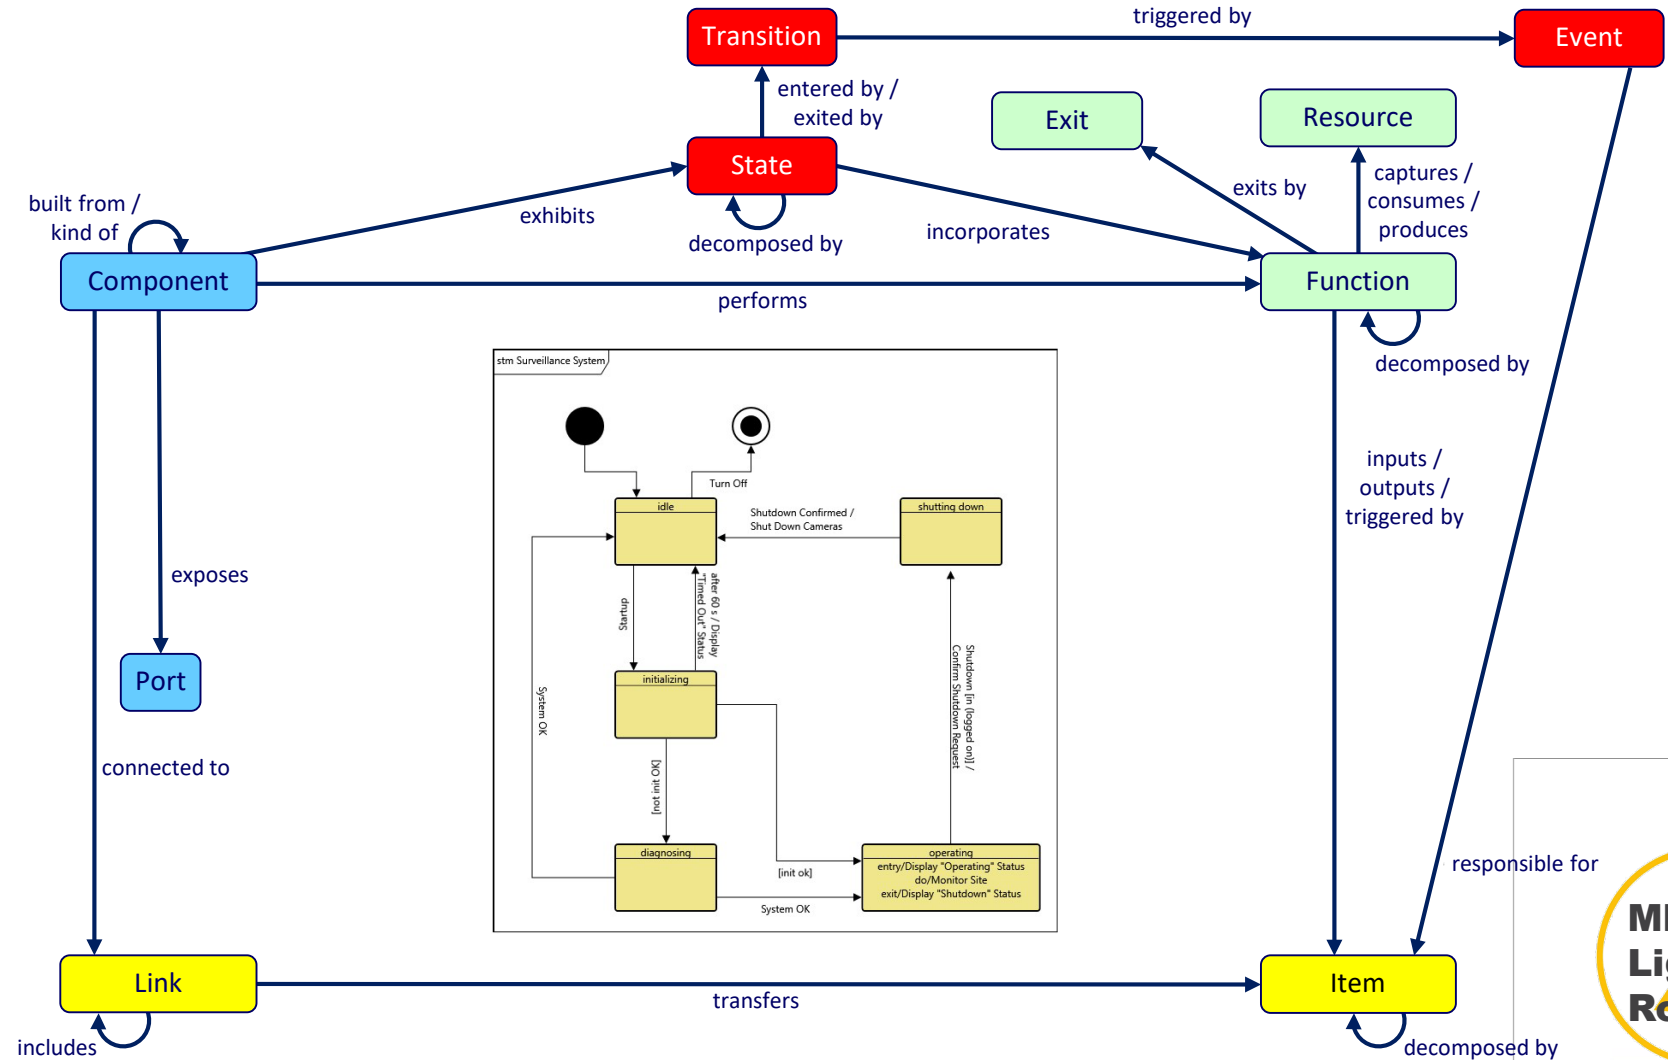 triggered by
Transition
Event
entered by /
exited by
Exit
Resource
State
exits by
captures /
consumes /
produces
built from /
kind of
exhibits
decomposed by
incorporates
Component
Function
performs
decomposed by
stm Surveillance System
Turn Off
idle
shutting down
Shutdown Confirmed /
Shut Down Cameras
inputs /
outputs /
triggered by
exposes
Startup
after 60 s / Display
"Timed Out" Status
Port
initializing
System OK
Shutdown [in (logged on)] /
Confirm Shutdown Request
connected to
[not init OK]
diagnosing
operating
entry/Display "Operating" Status
do/Monitor Site
exit/Display "Shutdown" Status
[init ok]
System OK
responsible for
Link
Item
transfers
includes
decomposed by